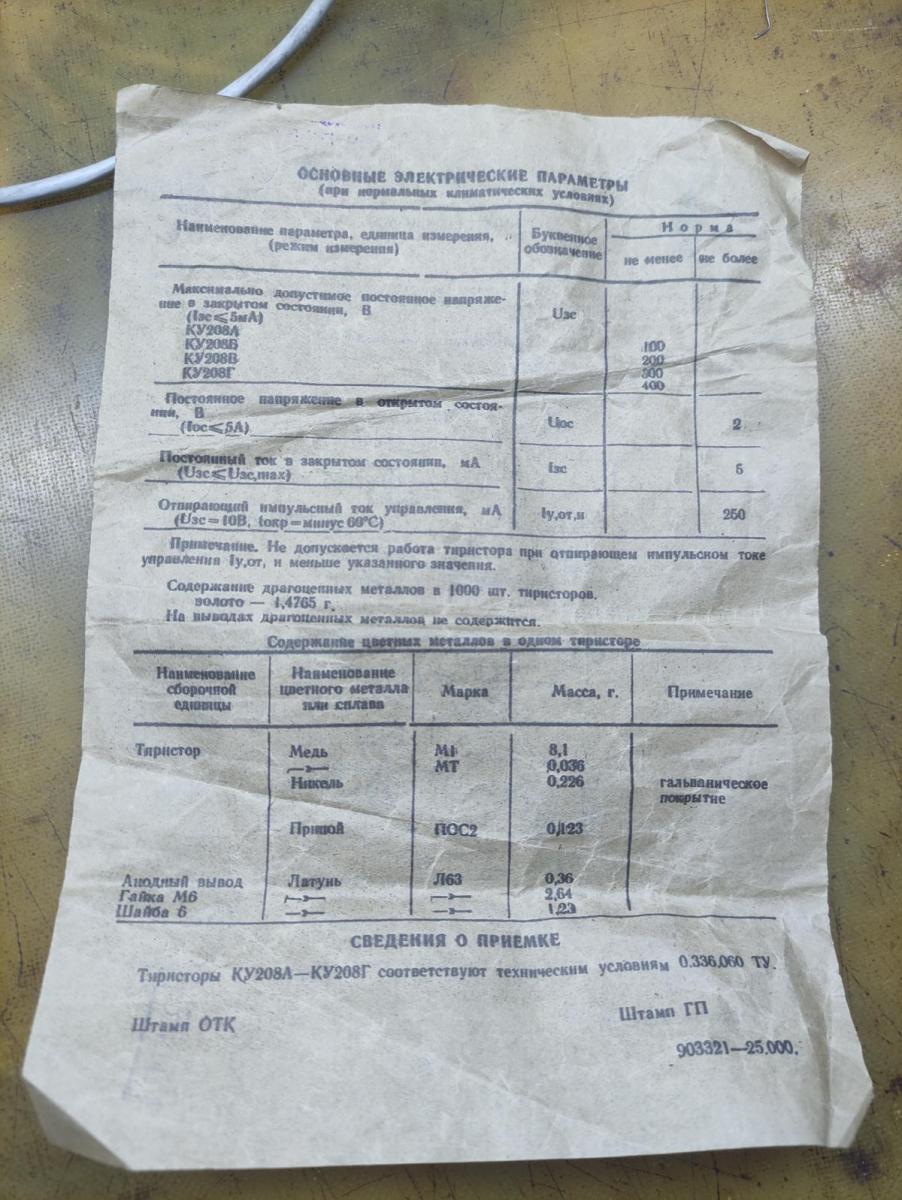 ОСНОВНЫЕ ЭЛЕКТРИЧЕСКИЕ ПАРАМЕТРЫ
(при нормальных климатических условиях)
Наименование параметра, единица измерения, (режим измерения)
Буквенное обозначение
Норма
не менее
не более
Максимально допустимое постоянное напряже-
ние в закрытом состоянии, В
(Iзс⩽5мА)
Uзс
КУ208А
КУ208Б 100
КУ208В 200
КУ208Г 300
400
Постоянное напряжение в открытом состоя-
нии, В
(Iос⩽5А) Uос 2
Постоянный ток в закрытом состоянии, мА
(Uзс⩽Uзс,max) Iзс 5
Отпирающий импульсный ток управления, мА
(Uзс=10В, tокр=минус 60°С) Iу,от,и 250
Примечание. Не допускается работа тиристора при отпирающем импульсном токе
управления Iу,от, и меньше указанного значения.
Содержание драгоценных металлов в 1000 шт. тиристоров.
золото — 1,4765 г.
На выводах драгоценных металлов не содержится.
Содержание цветных металлов в одном тиристоре
Наименование сборочной единицы
Наименование цветного металла или сплава
Марка
Масса, г.
Примечание
Тиристор Медь М1 8,1
—»— МТ 0,036
Никель 0,226 гальваническое
покрытие
Припой ПОС2 0,123
Анодный вывод Латунь Л63 0,36
Гайка М6 —»— —»— 2,64
Шайба 6 —»— —»— 1,23
СВЕДЕНИЯ О ПРИЕМКЕ
Тиристоры КУ208А—КУ208Г соответствуют техническим условиям 0.336.060 ТУ.
Штамп ОТК
Штамп ГП
903321—25.000.